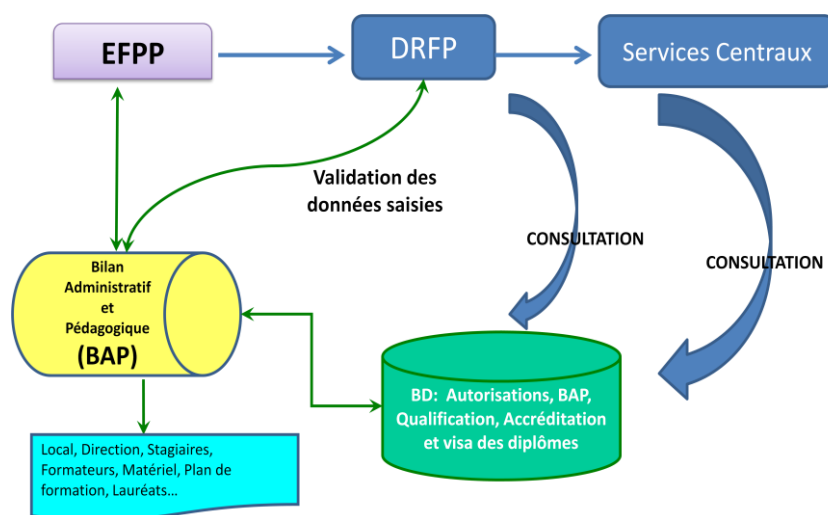 EFPP
DRFP
Services Centraux
Validation des
données saisies
CONSULTATION
CONSULTATION
Bilan
Administratif
et
Pédagogique
(BAP)
BD:  Autorisations, BAP,
Qualification, Accréditation
et visa des diplômes
Local, Direction, Stagiaires,
Formateurs, Matériel, Plan de
formation, Lauréats...